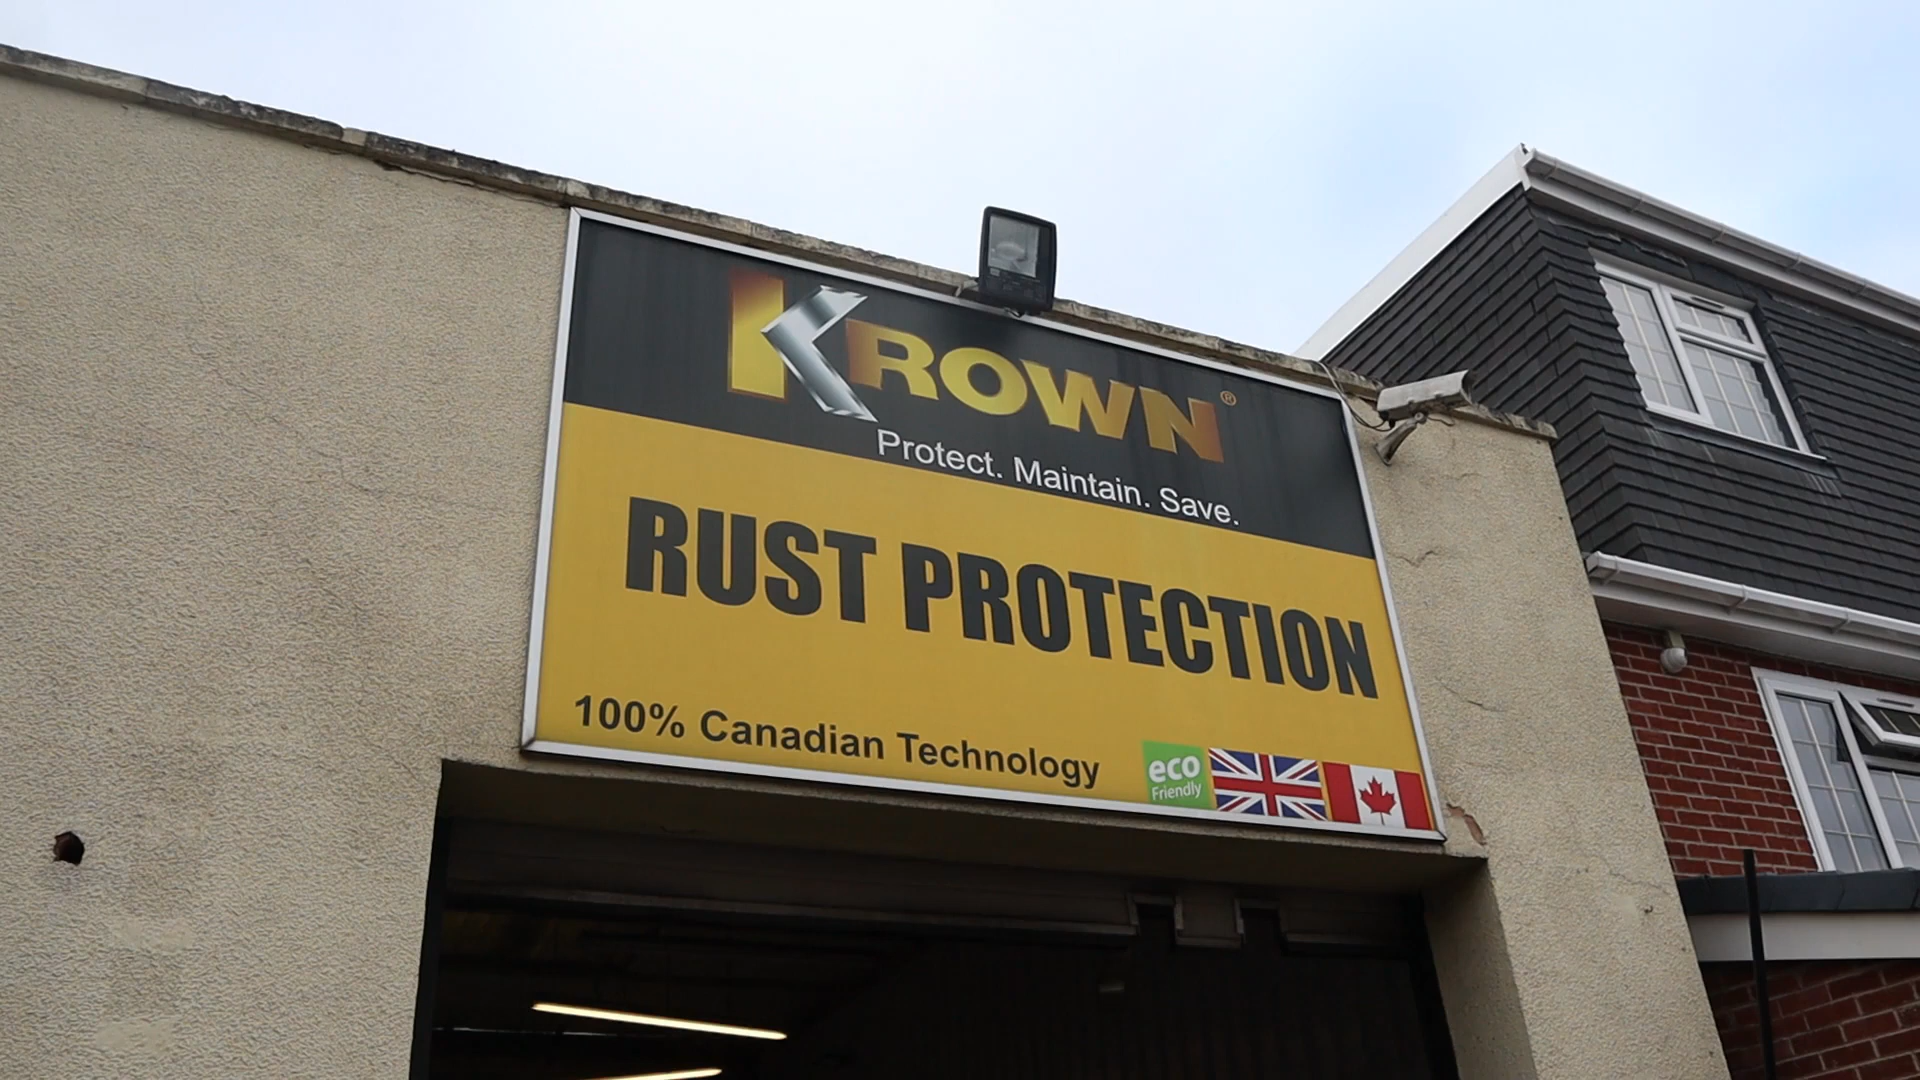 KROWN®
Protect. Maintain. Save.
RUST PROTECTION
100% Canadian Technology
eco
Friendly